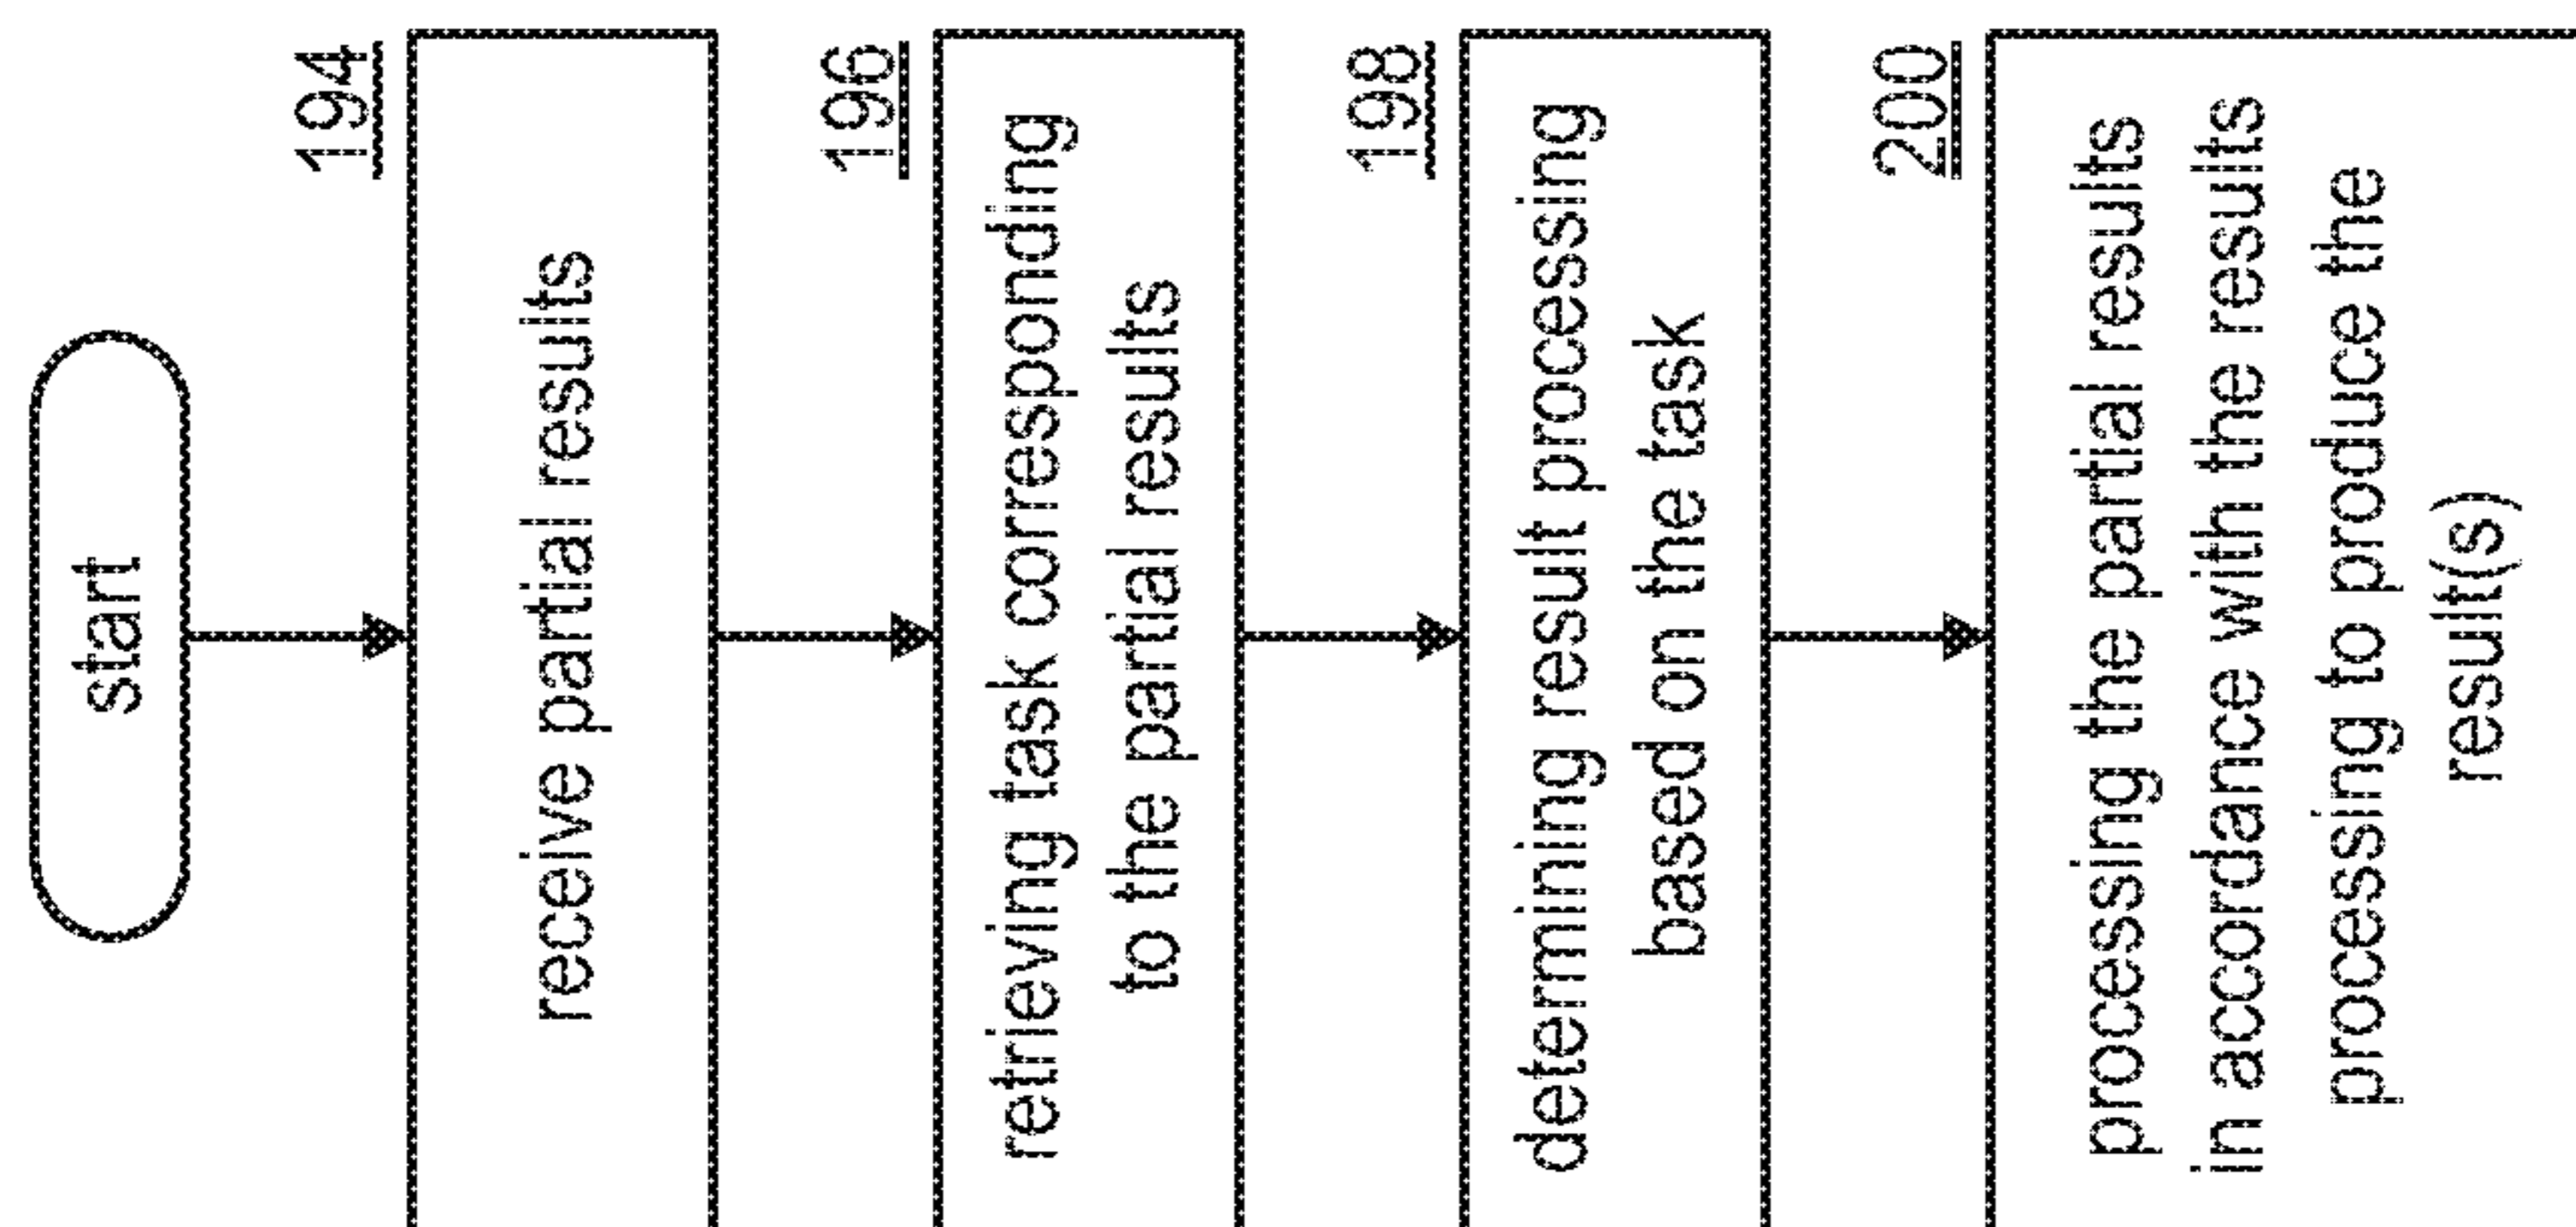 start
194
receive partial results
196
retrieving task corresponding
to the partial results
198
determining result processing
based on the task
200
processing the partial results
in accordance with the results
processing to produce the
result(s)